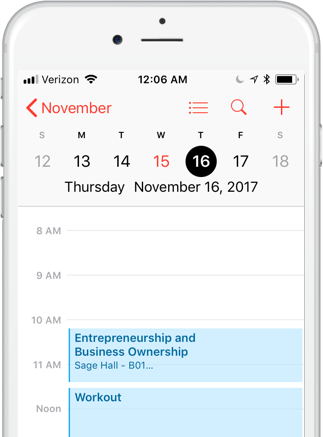 Verizon 12:06 AM
November
S M T W T F S
12 13 14 15 16 17 18
Thursday November 16, 2017
8 AM
9 AM
10 AM
Entrepreneurship and
Business Ownership
Sage Hall - B01...
11 AM
Workout
Noon